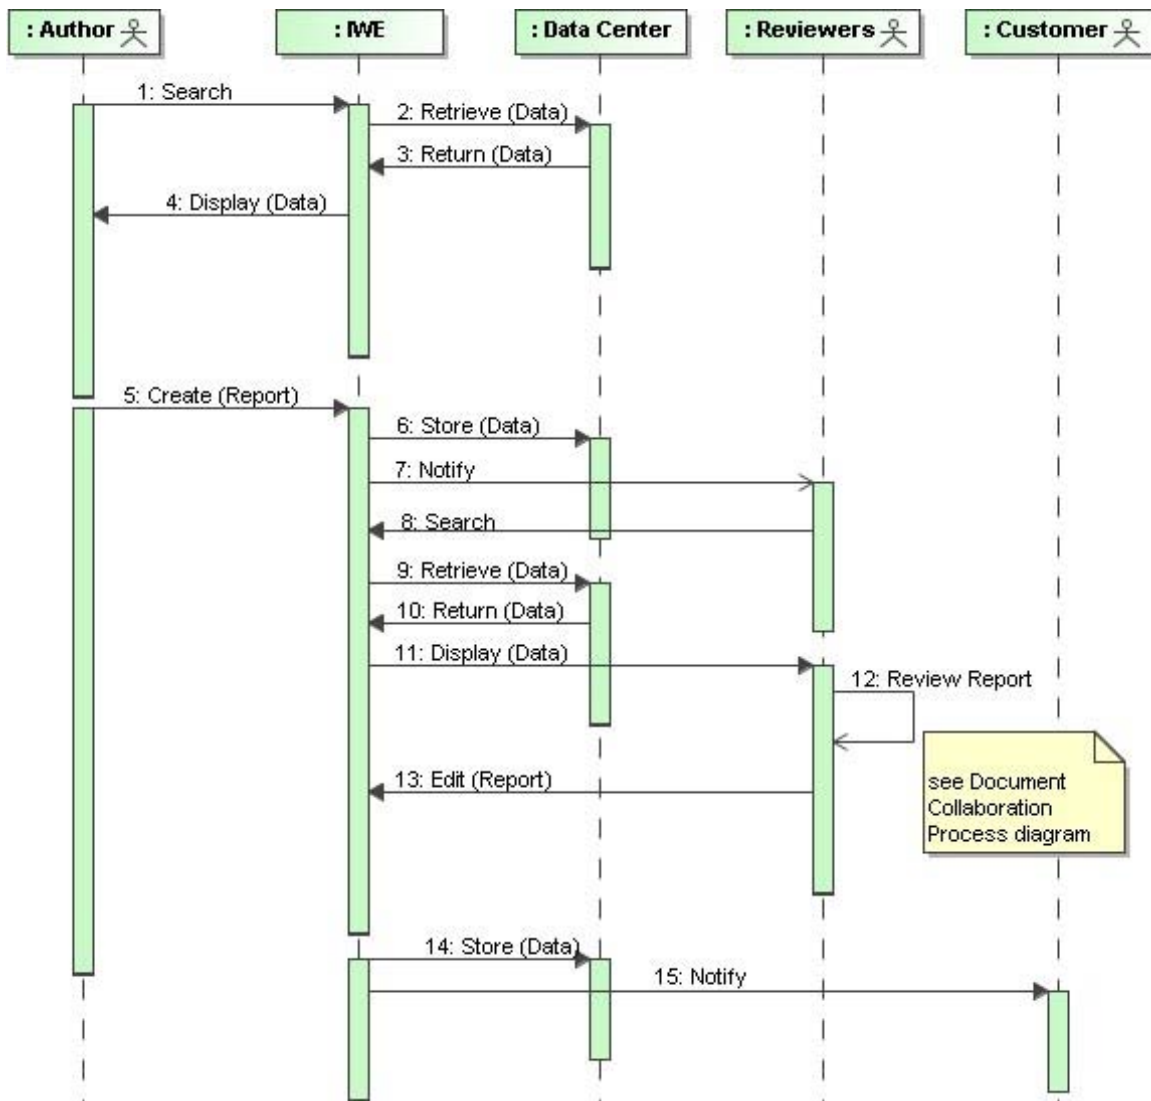 : Author
: IWE
: Data Center
: Reviewers
: Customer
1: Search
2: Retrieve (Data)
3: Return (Data)
4: Display (Data)
5: Create (Report)
6: Store (Data)
7: Notify
8: Search
9: Retrieve (Data)
10: Return (Data)
11: Display (Data)
12: Review Report
see Document
Collaboration
Process diagram
13: Edit (Report)
14: Store (Data)
15: Notify